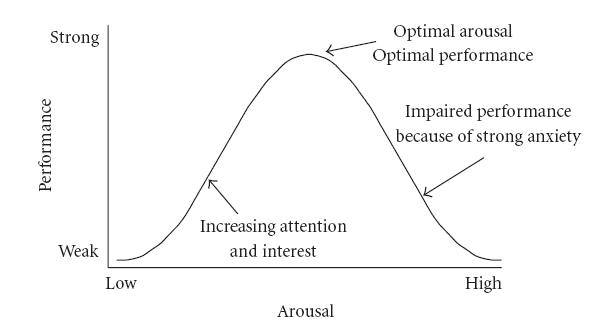 Strong
Optimal arousal
Optimal performance
Impaired performance
because of strong anxiety
Performance
Increasing attention
and interest
Weak
Low
High
Arousal